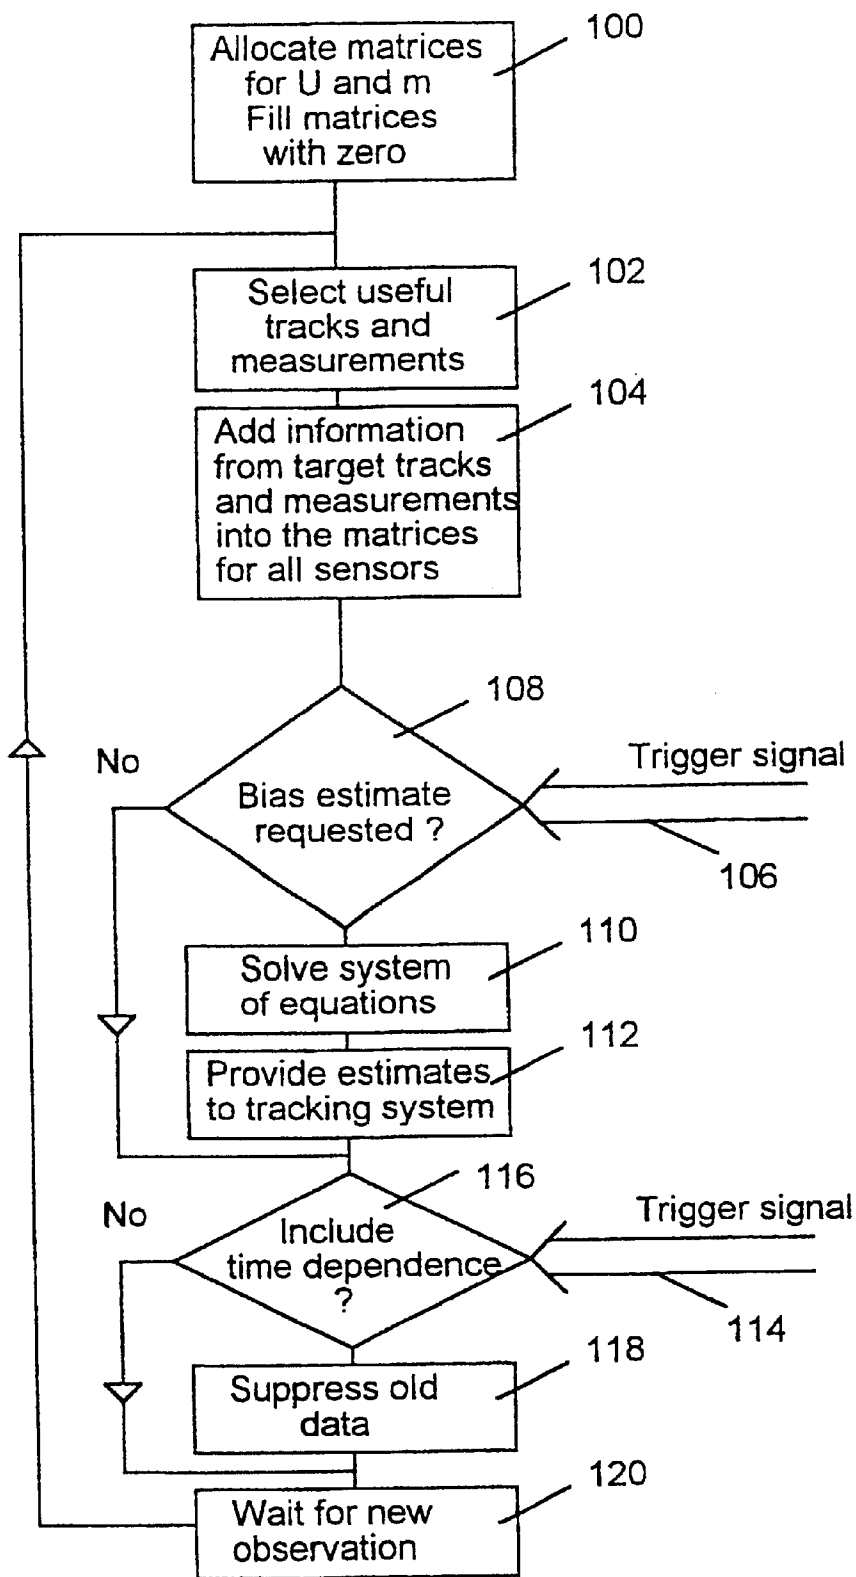 100
Allocate matrices
for U and m
Fill matrices
with zero
102
Select useful
tracks and
measurements
104
Add information
from target tracks
and measurements
into the matrices
for all sensors
108
No
Trigger signal
Bias estimate
requested ?
106
110
Solve system
of equations
112
Provide estimates
to tracking system
116
No
Trigger signal
Include
time dependence
?
114
118
Suppress old
data
120
Wait for new
observation